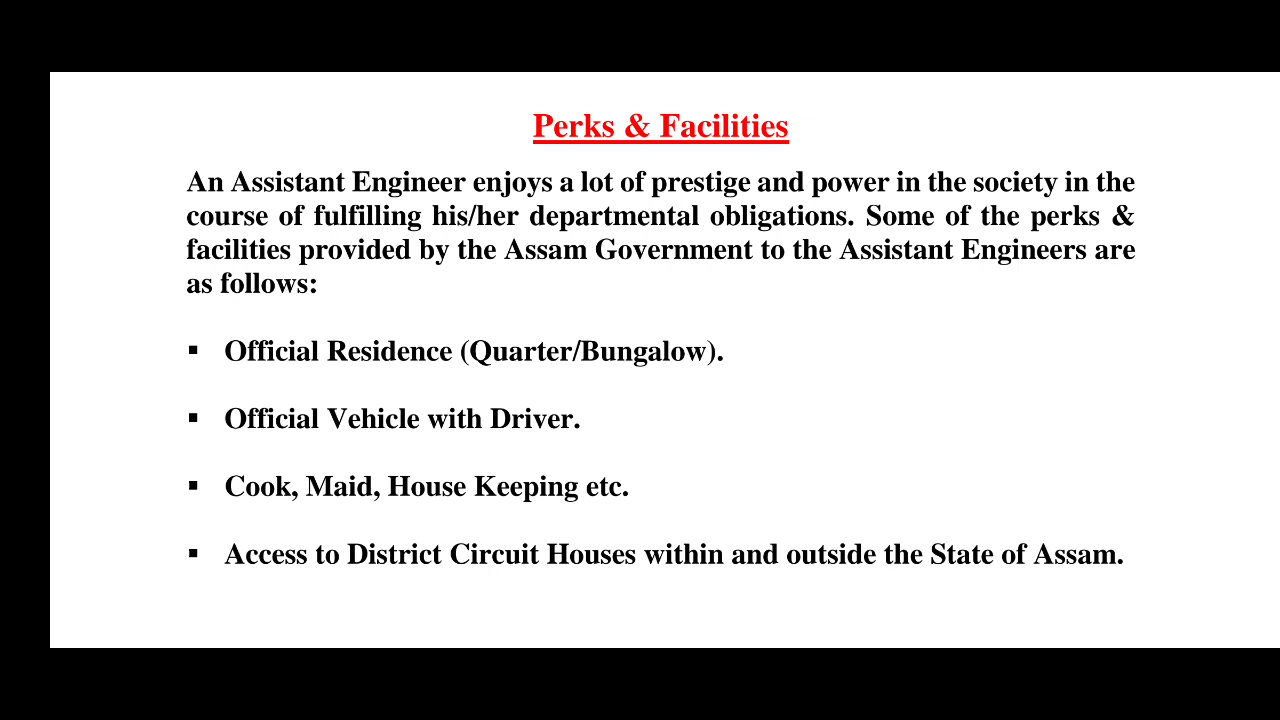 Perks & Facilities
An Assistant Engineer enjoys a lot of prestige and power in the society in the
course of fulfilling his/her departmental obligations. Some of the perks &
facilities provided by the Assam Government to the Assistant Engineers are
as follows:
▪ Official Residence (Quarter/Bungalow).
▪ Official Vehicle with Driver.
▪ Cook, Maid, House Keeping etc.
▪ Access to District Circuit Houses within and outside the State of Assam.